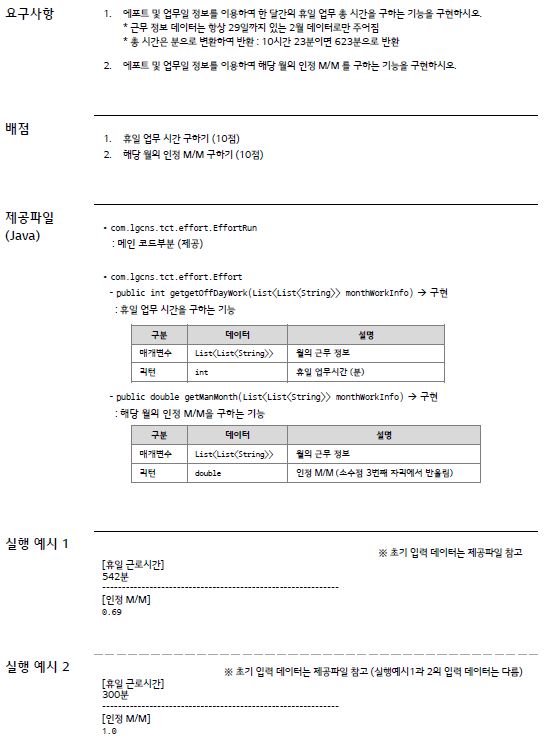 요구사항
1. 에포트 및 업무일 정보를 이용하여 한 달간의 휴일 업무 총 시간을 구하는 기능을 구현하시오.
* 근무 정보 데이터는 항상 29일까지 있는 2월 데이터로만 주어짐
* 총 시간은 분으로 변환하여 반환 : 10시간 23분이면 623분으로 반환
2. 에포트 및 업무일 정보를 이용하여 해당 월의 인정 M/M 를 구하는 기능을 구현하시오.
배점
1. 휴일 업무 시간 구하기 (10점)
2. 해당 월의 인정 M/M 구하기 (10점)
제공파일
(Java)
• com.lgcns.tct.effort.EffortRun
: 메인 코드부분 (제공)
• com.lgcns.tct.effort.Effort
- public int getgetOffDayWork(List<List<String>> monthWorkInfo) → 구현
: 휴일 업무 시간을 구하는 기능
구분 데이터 설명
매개변수 List<List<String>> 월의 근무 정보
리턴 int 휴일 업무시간 (분)
- public double getManMonth(List<List<String>> monthWorkInfo) → 구현
: 해당 월의 인정 M/M을 구하는 기능
구분 데이터 설명
매개변수 List<List<String>> 월의 근무 정보
리턴 double 인정 M/M (소수점 3번째 자리에서 반올림)
실행 예시 1
※ 초기 입력 데이터는 제공파일 참고
[휴일 근로시간]
542분
------------------------------------------------------------
[인정 M/M]
0.69
실행 예시 2
※ 초기 입력 데이터는 제공파일 참고 (실행예시1과 2의 입력 데이터는 다름)
[휴일 근로시간]
300분
------------------------------------------------------------
[인정 M/M]
1.0